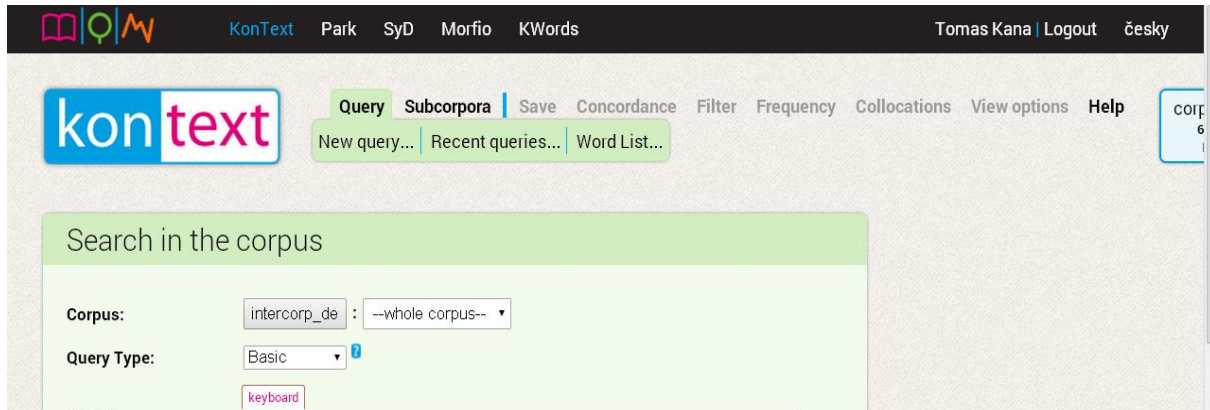 KonText Park SyD Morfio KWords Tomas Kana | Logout česky
kontext
Query Subcorpora Save Concordance Filter Frequency Collocations View options Help
New query... Recent queries... Word List...
Search in the corpus
Corpus: intercorp_de : --whole corpus--
Query Type: Basic ?
keyboard